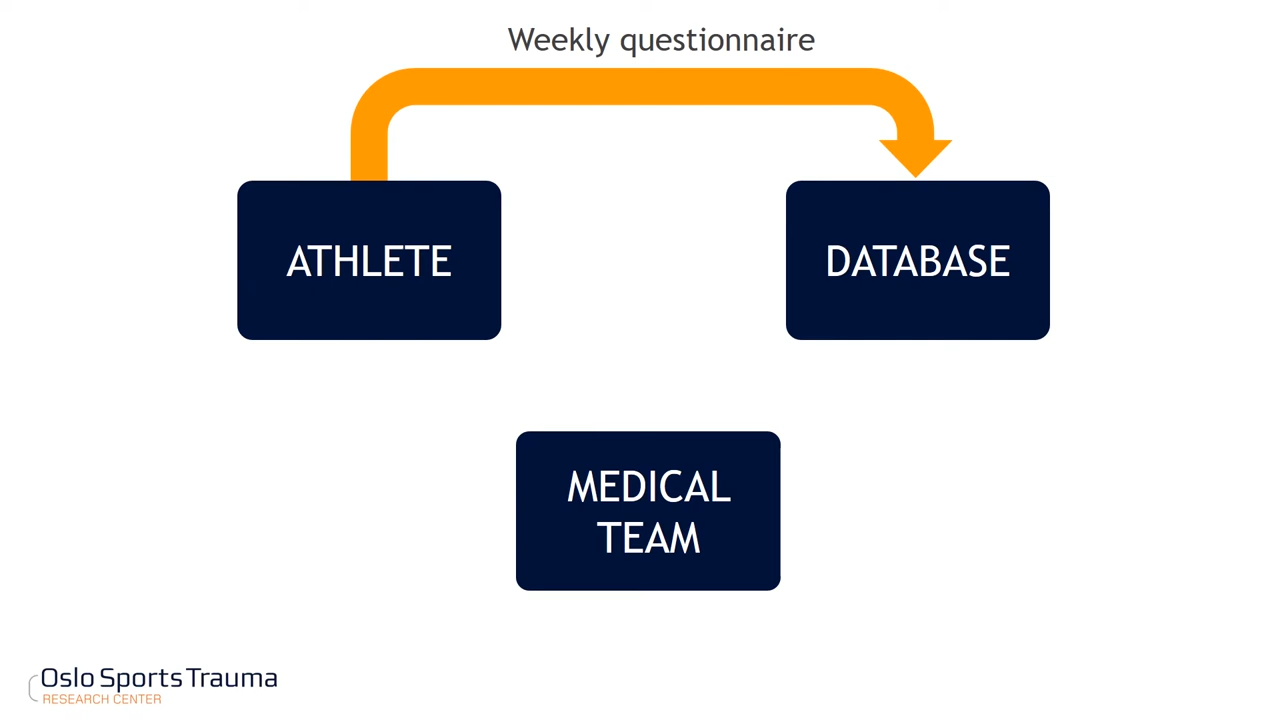 Weekly questionnaire
ATHLETE
DATABASE
MEDICAL
TEAM
Oslo Sports Trauma
RESEARCH CENTER